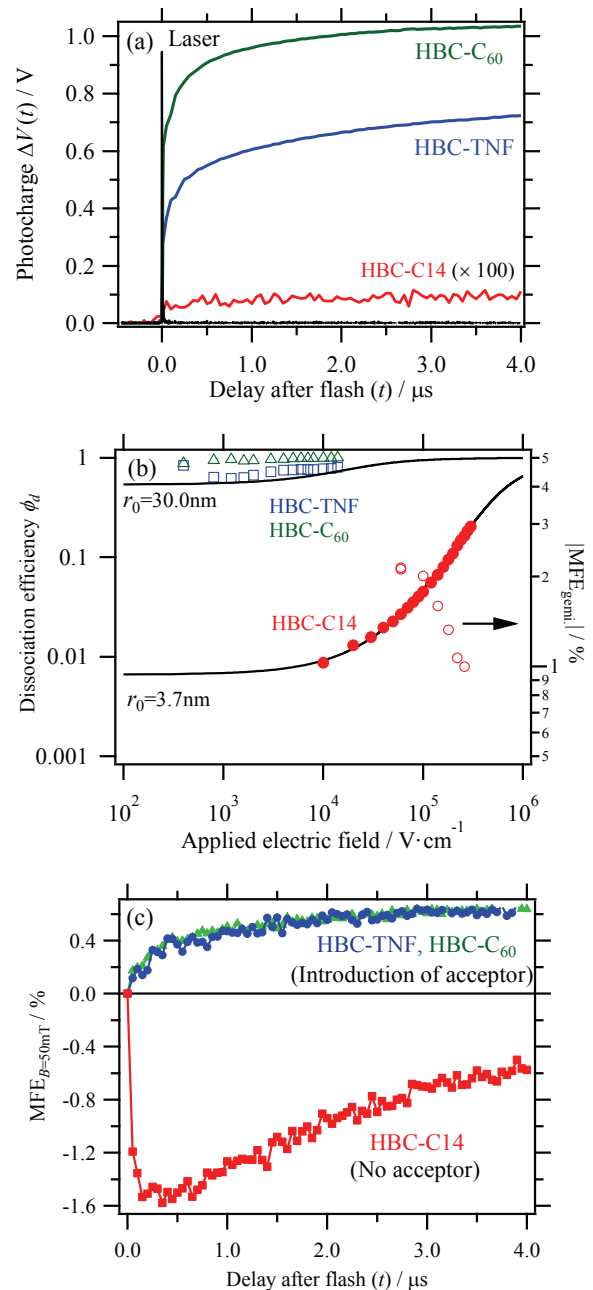 (a)
Laser
HBC-C60
HBC-TNF
HBC-C14 (× 100)
Photocharge ΔV(t) / V
1.0
0.8
0.6
0.4
0.2
0.0
0.0 1.0 2.0 3.0 4.0
Delay after flash (t) / μs
(b)
r0=30.0nm
HBC-TNF
HBC-C60
HBC-C14
r0=3.7nm
Dissociation efficiency ϕd
1
0.1
0.01
0.001
|MFEgemi.| / %
5
4
3
2
1
9
8
7
6
5
10² 10³ 10⁴ 10⁵ 10⁶
Applied electric field / V·cm⁻¹
(c)
HBC-TNF, HBC-C60
(Introduction of acceptor)
HBC-C14
(No acceptor)
MFEB=50mT / %
0.4
0.0
-0.4
-0.8
-1.2
-1.6
0.0 1.0 2.0 3.0 4.0
Delay after flash (t) / μs